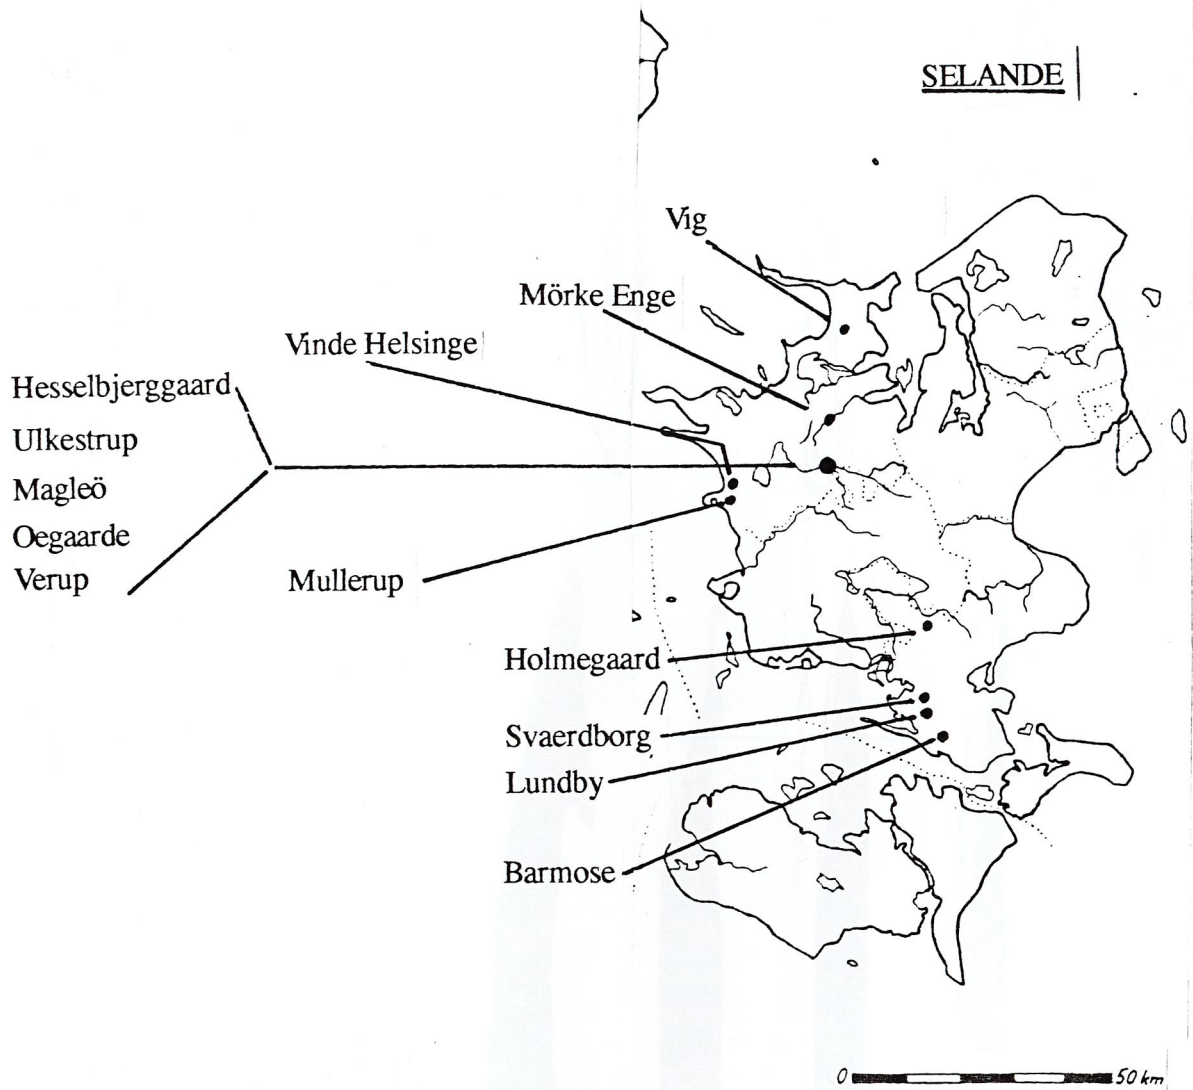 SELANDE
Vig
Mörke Enge
Vinde Helsinge
Hesselbjerggaard
Ulkestrup
Magleö
Oegaarde
Verup
Mullerup
Holmegaard
Svaerdborg
Lundby
Barmose
0 50 km